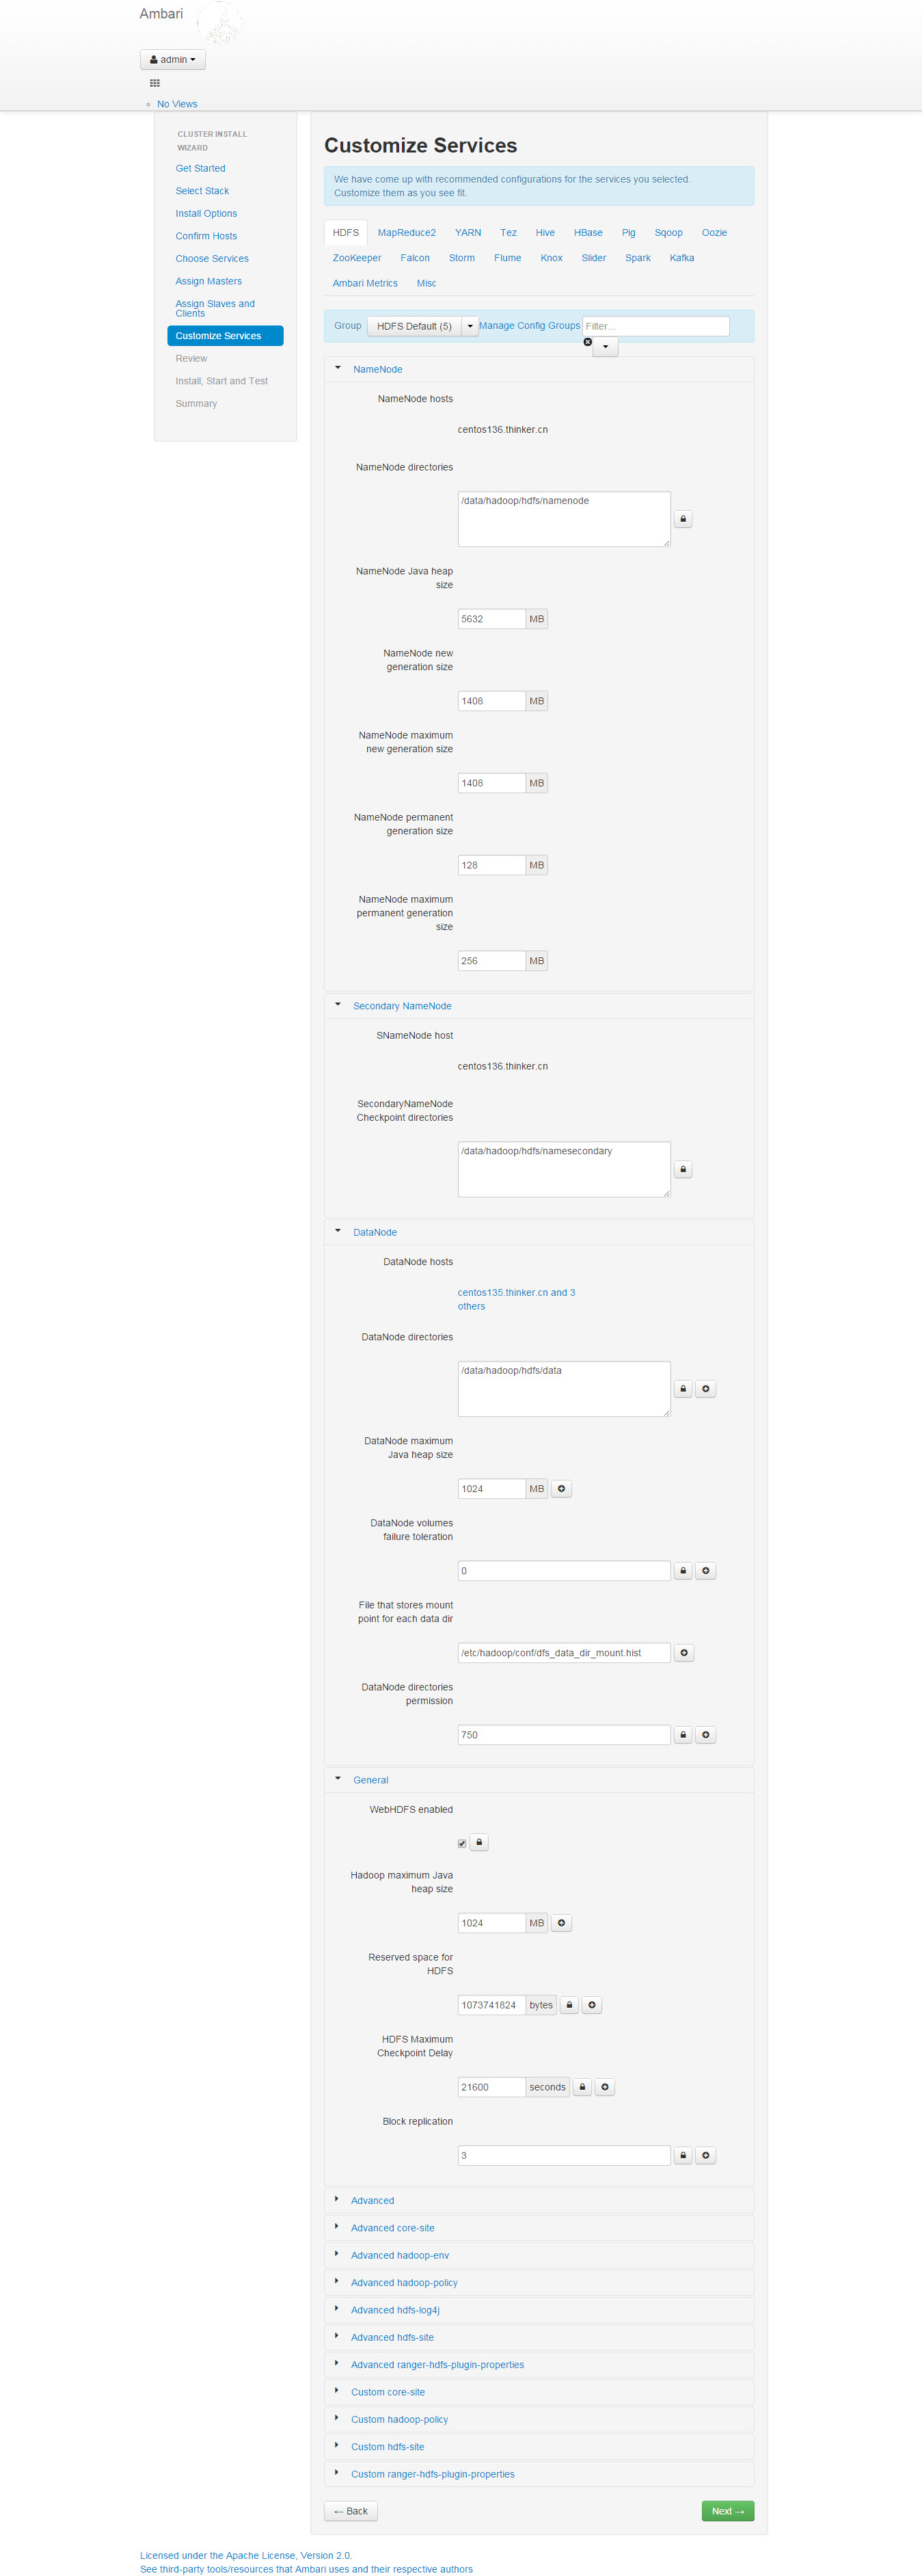 Ambari
admin
No Views
CLUSTER INSTALL
WIZARD
Get Started
Select Stack
Install Options
Confirm Hosts
Choose Services
Assign Masters
Assign Slaves and
Clients
Customize Services
Review
Install, Start and Test
Summary
Customize Services
We have come up with recommended configurations for the services you selected.
Customize them as you see fit.
HDFS MapReduce2 YARN Tez Hive HBase Pig Sqoop Oozie
ZooKeeper Falcon Storm Flume Knox Slider Spark Kafka
Ambari Metrics Misc
Group HDFS Default (5) Manage Config Groups Filter...
NameNode
NameNode hosts
centos136.thinker.cn
NameNode directories
/data/hadoop/hdfs/namenode
NameNode Java heap
size
5632 MB
NameNode new
generation size
1408 MB
NameNode maximum
new generation size
1408 MB
NameNode permanent
generation size
128 MB
NameNode maximum
permanent generation
size
256 MB
Secondary NameNode
SNameNode host
centos136.thinker.cn
SecondaryNameNode
Checkpoint directories
/data/hadoop/hdfs/namesecondary
DataNode
DataNode hosts
centos135.thinker.cn and 3
others
DataNode directories
/data/hadoop/hdfs/data
DataNode maximum
Java heap size
1024 MB
DataNode volumes
failure toleration
0
File that stores mount
point for each data dir
/etc/hadoop/conf/dfs_data_dir_mount.hist
DataNode directories
permission
750
General
WebHDFS enabled
Hadoop maximum Java
heap size
1024 MB
Reserved space for
HDFS
1073741824 bytes
HDFS Maximum
Checkpoint Delay
21600 seconds
Block replication
3
Advanced
Advanced core-site
Advanced hadoop-env
Advanced hadoop-policy
Advanced hdfs-log4j
Advanced hdfs-site
Advanced ranger-hdfs-plugin-properties
Custom core-site
Custom hadoop-policy
Custom hdfs-site
Custom ranger-hdfs-plugin-properties
← Back Next →
Licensed under the Apache License, Version 2.0.
See third-party tools/resources that Ambari uses and their respective authors